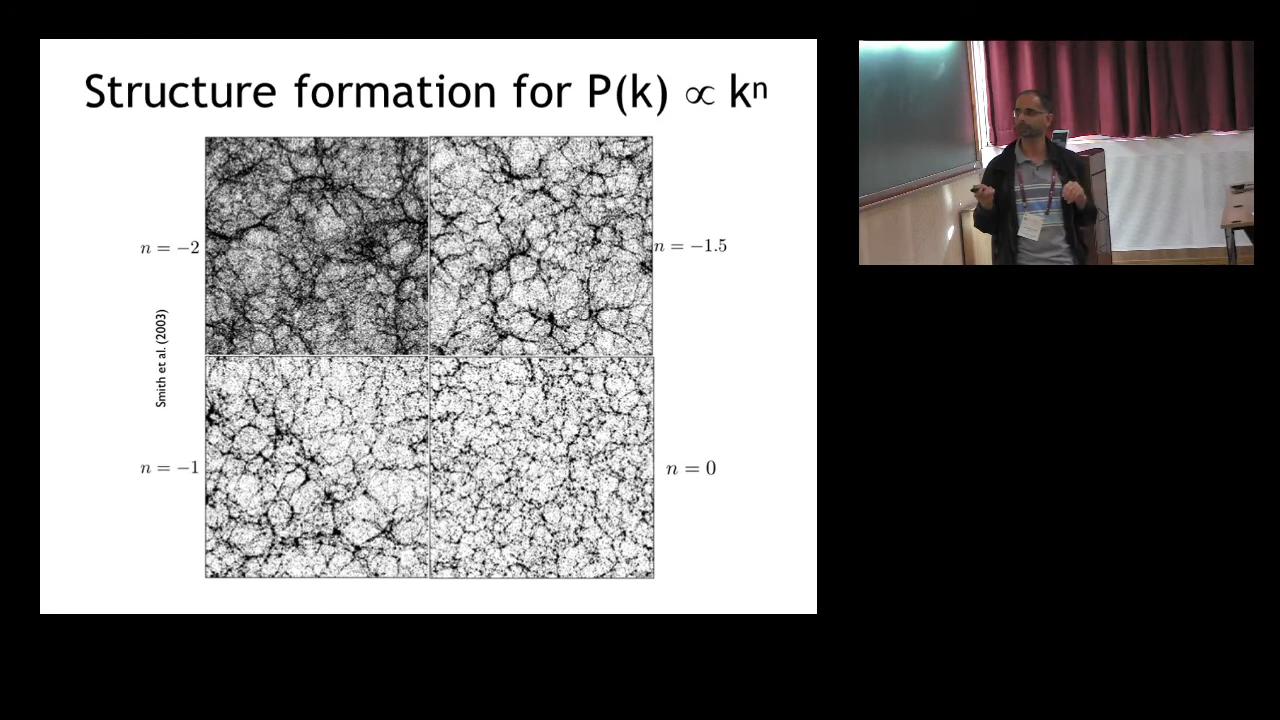 Structure formation for P(k) ∝ kⁿ
n = −2
n = −1.5
Smith et al. (2003)
n = −1
n = 0